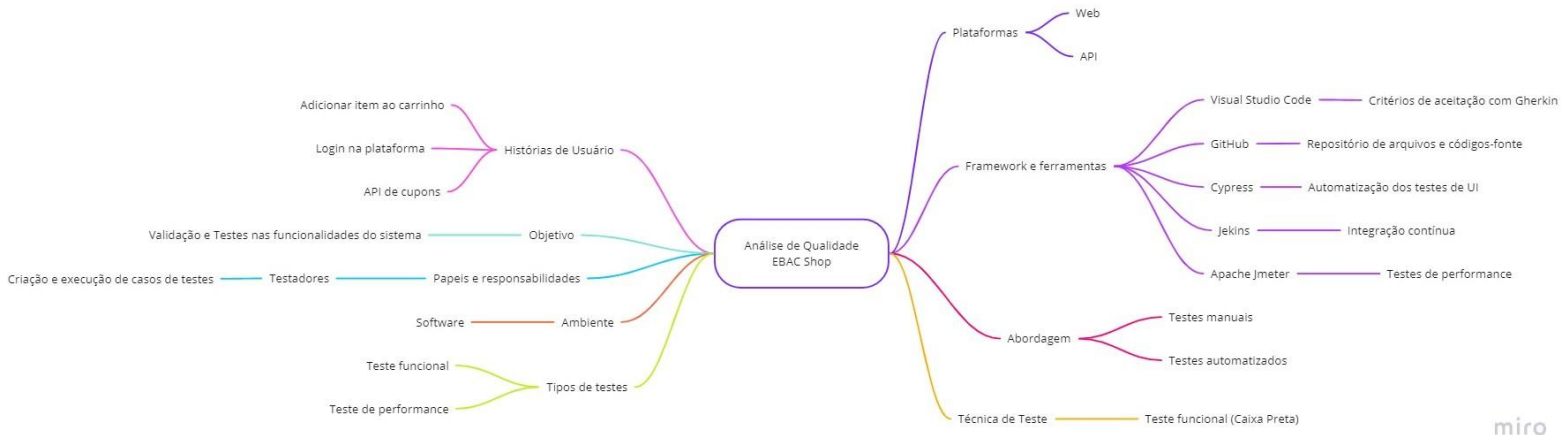 Análise de Qualidade
EBAC Shop
Histórias de Usuário
Adicionar item ao carrinho
Login na plataforma
API de cupons
Objetivo
Validação e Testes nas funcionalidades do sistema
Papeis e responsabilidades
Testadores
Criação e execução de casos de testes
Ambiente
Software
Tipos de testes
Teste funcional
Teste de performance
Plataformas
Web
API
Framework e ferramentas
Visual Studio Code
Critérios de aceitação com Gherkin
GitHub
Repositório de arquivos e códigos-fonte
Cypress
Automatização dos testes de UI
Jekins
Integração contínua
Apache Jmeter
Testes de performance
Abordagem
Testes manuais
Testes automatizados
Técnica de Teste
Teste funcional (Caixa Preta)
miro